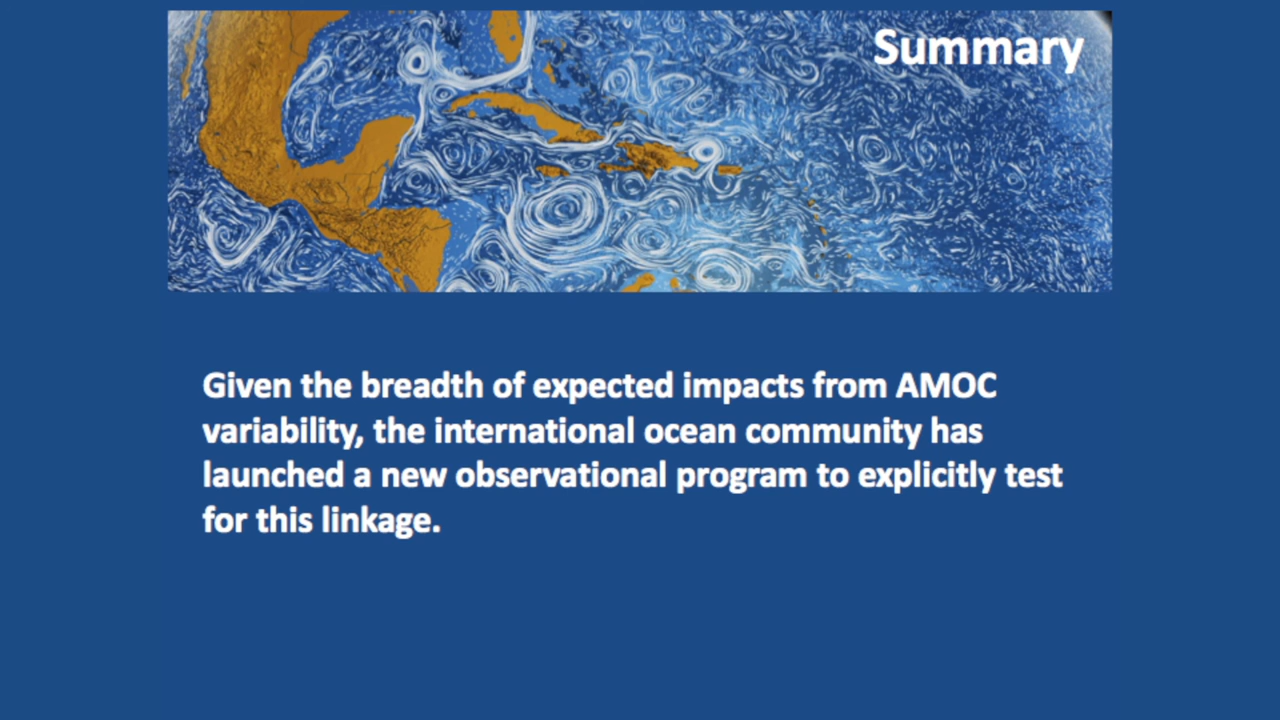 Summary
Given the breadth of expected impacts from AMOC
variability, the international ocean community has
launched a new observational program to explicitly test
for this linkage.